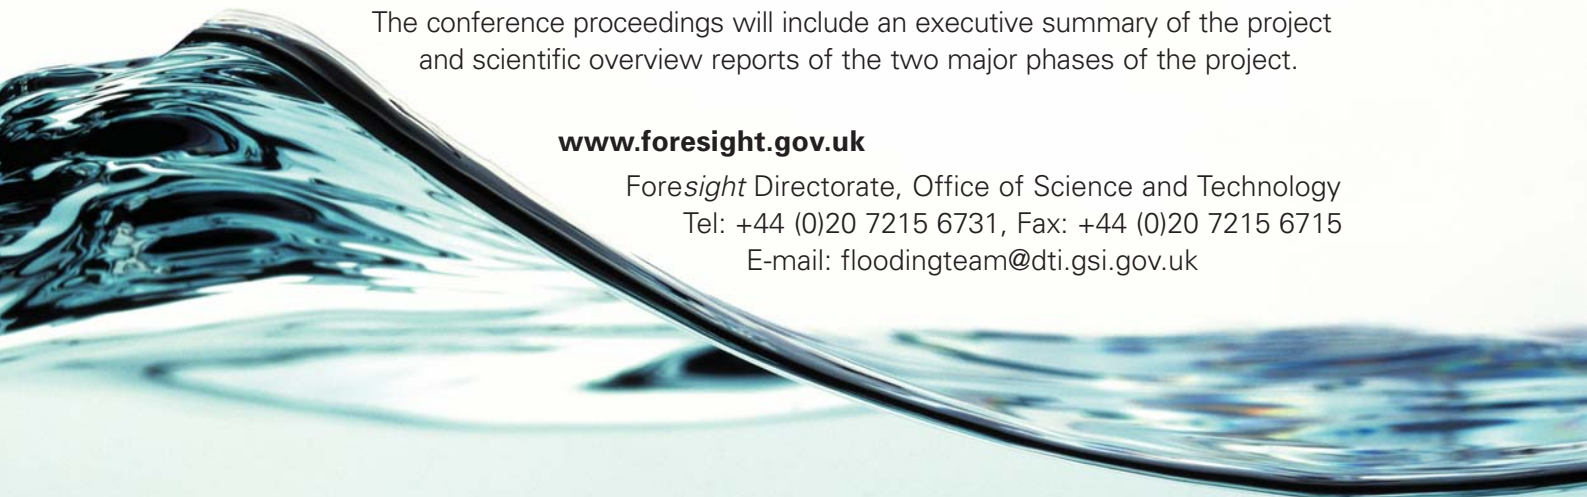 The conference proceedings will include an executive summary of the project
and scientific overview reports of the two major phases of the project.
www.foresight.gov.uk
Foresight Directorate, Office of Science and Technology
Tel: +44 (0)20 7215 6731, Fax: +44 (0)20 7215 6715
E-mail: floodingteam@dti.gsi.gov.uk